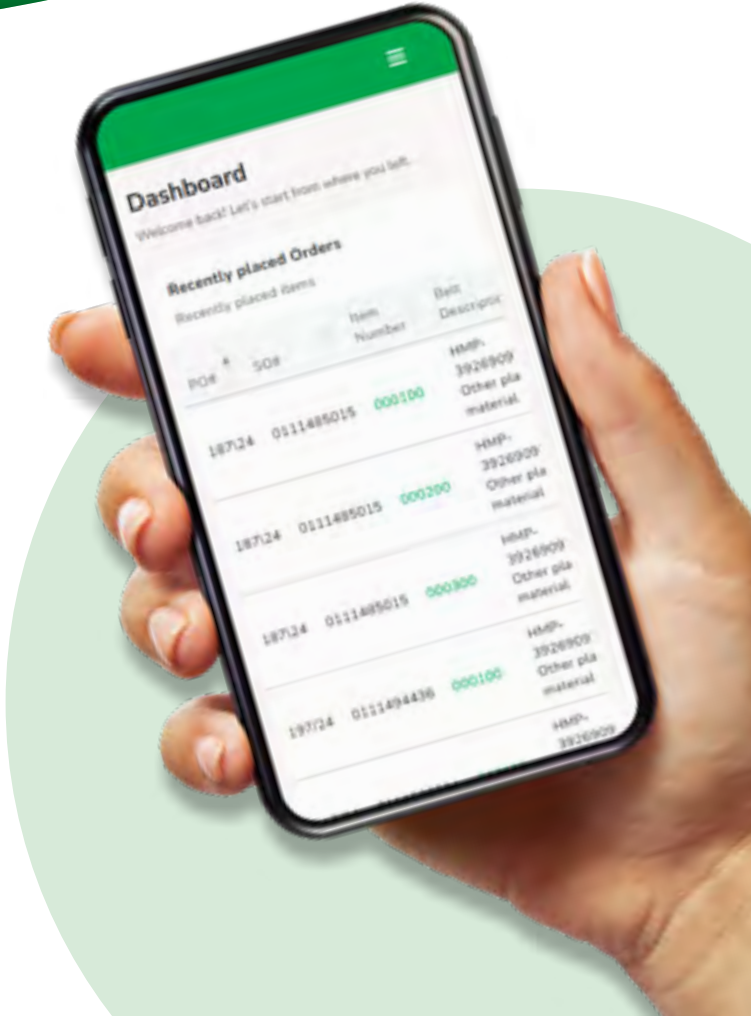 Dashboard
Welcome back! Let's start from where you left.
Recently placed Orders
Recently placed items
PO# SO# Item Number Belt Descriptio
187\24 0111485015 000100 HMP-
3926909
Other pla
material
187\24 0111485015 000200 HMP-
3926909
Other pla
material
187\24 0111485015 000300 HMP-
3926909
Other pla
material
197/24 0111494436 000100 HMP-
3926909
Other pla
material
HMP-
3926909